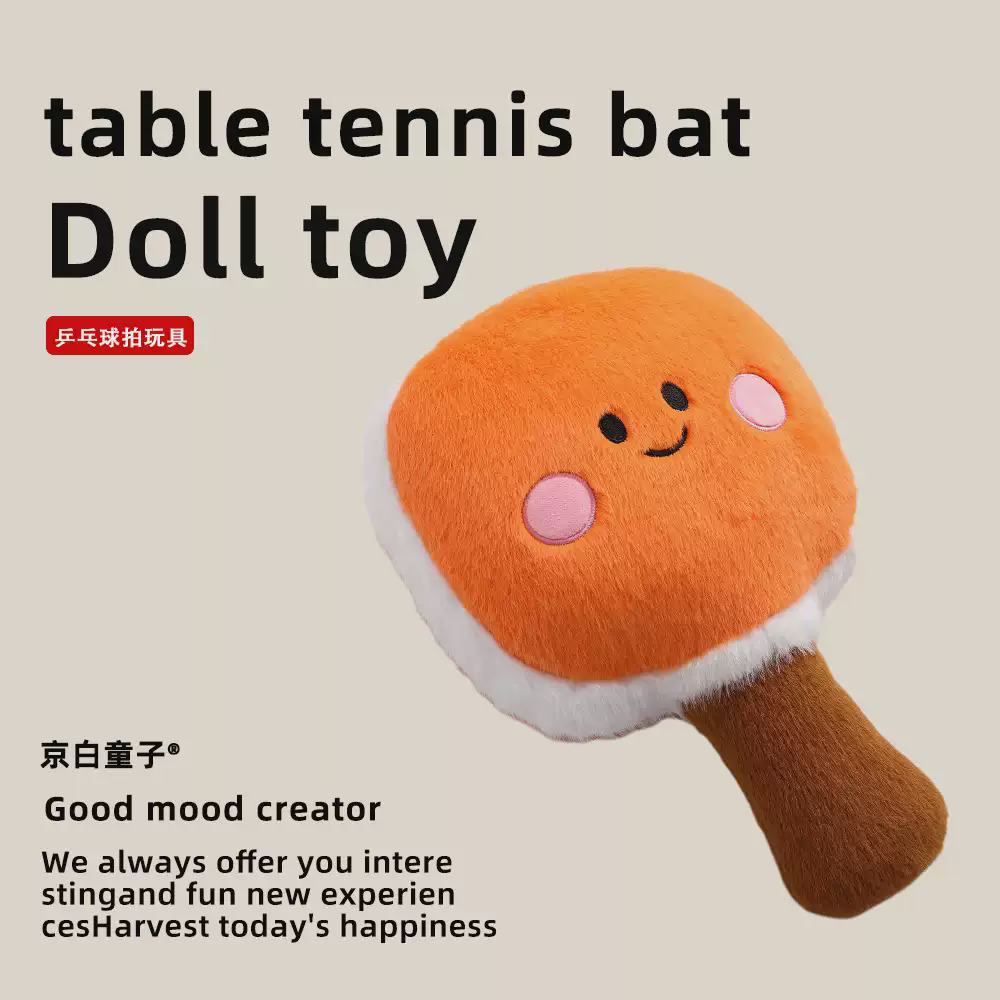 table tennis bat
Doll toy
乒乓球拍玩具
京白童子®
Good mood creator
We always offer you intere
stingand fun new experien
cesHarvest today's happiness